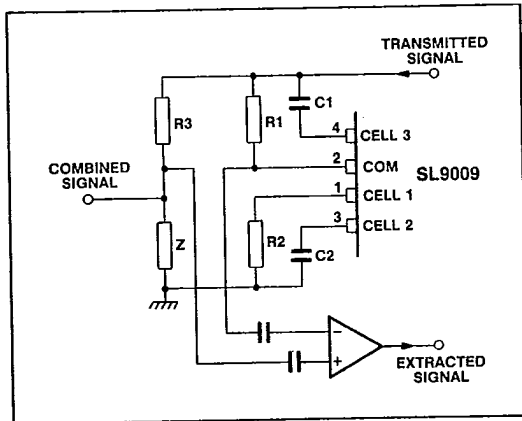 TRANSMITTED
SIGNAL
C1
R3
R1
4
CELL 3
2
COM
SL9009
COMBINED
SIGNAL
1
CELL 1
3
CELL 2
Z
R2
C2
−
+
EXTRACTED
SIGNAL